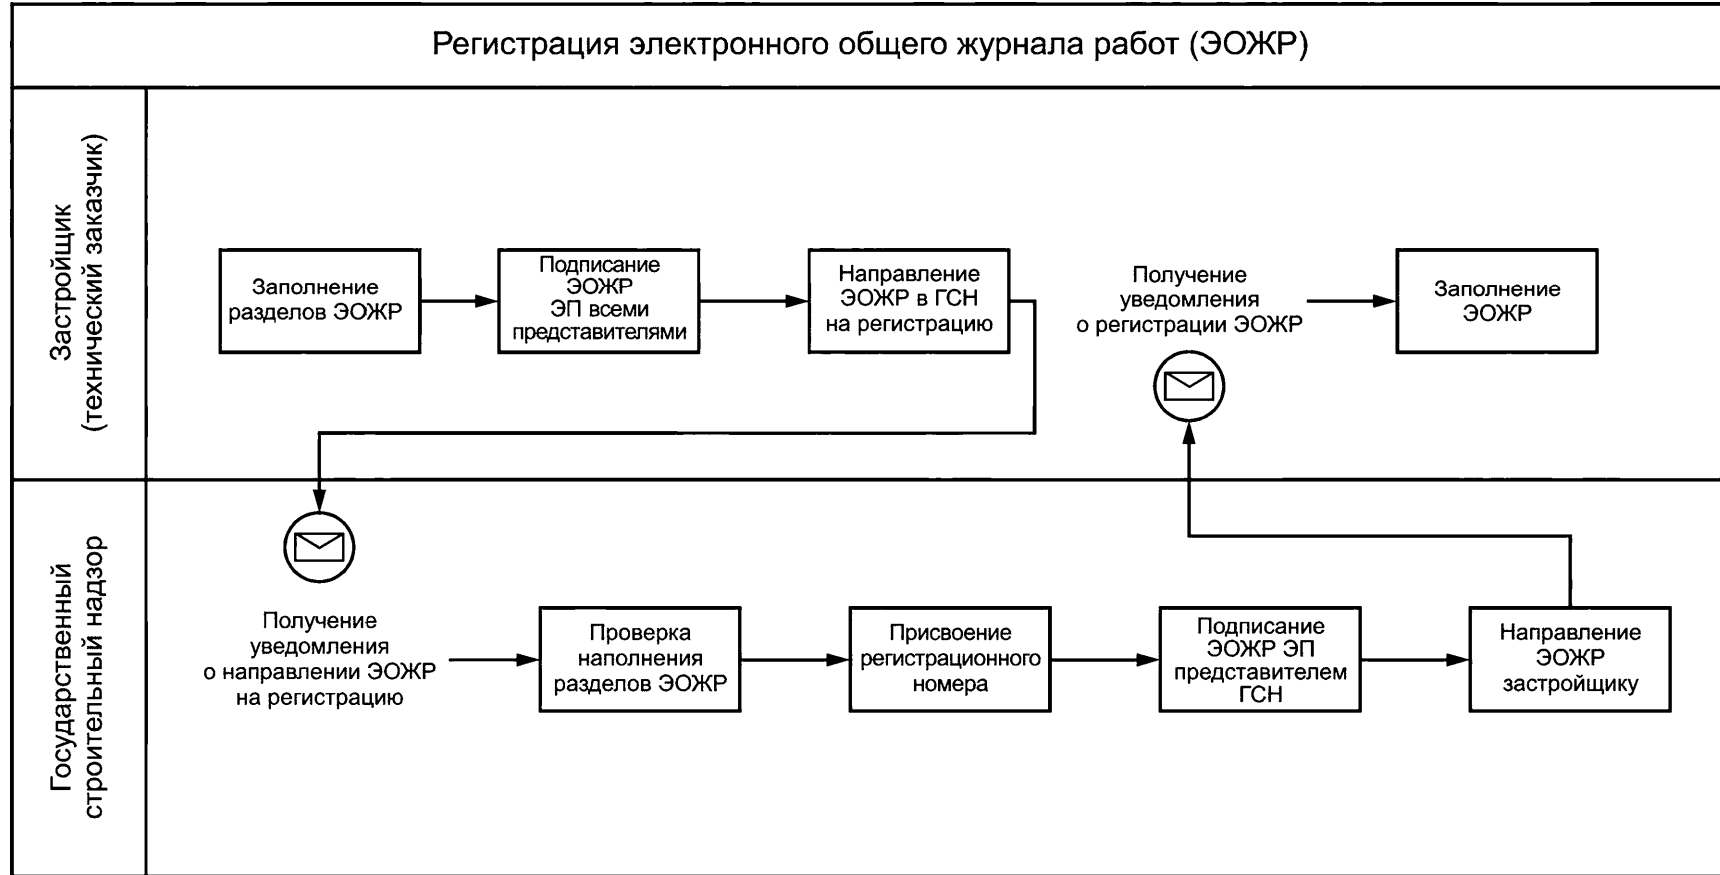 Регистрация электронного общего журнала работ (ЭОЖР)
Застройщик
(технический заказчик)
Заполнение
разделов ЭОЖР
Подписание
ЭОЖР
ЭП всеми
представителями
Направление
ЭОЖР в ГСН
на регистрацию
Получение
уведомления
о регистрации ЭОЖР
Заполнение
ЭОЖР
Государственный
строительный надзор
Получение
уведомления
о направлении ЭОЖР
на регистрацию
Проверка
наполнения
разделов ЭОЖР
Присвоение
регистрационного
номера
Подписание
ЭОЖР ЭП
представителем
ГСН
Направление
ЭОЖР
застройщику